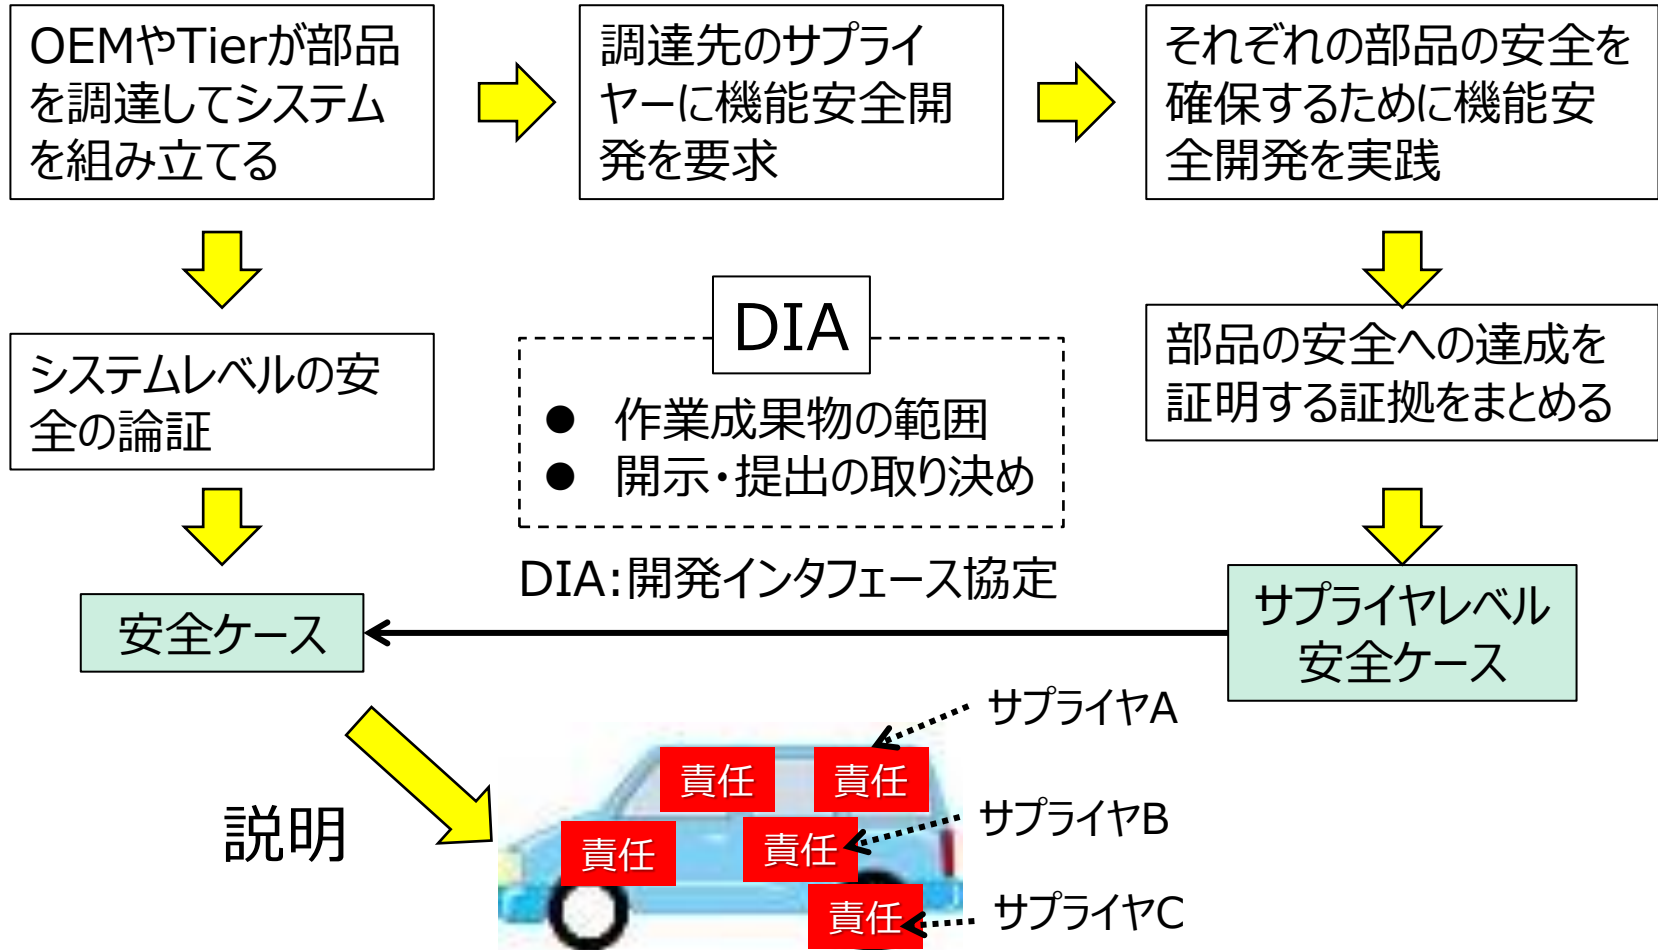 OEMやTierが部品
を調達してシステム
を組み立てる
調達先のサプライ
ヤーに機能安全開
発を要求
それぞれの部品の安全を
確保するために機能安
全開発を実践
システムレベルの安
全の論証
DIA
● 作業成果物の範囲
● 開示・提出の取り決め
DIA:開発インタフェース協定
部品の安全への達成を
証明する証拠をまとめる
安全ケース
サプライヤレベル
安全ケース
説明
責任
責任
サプライヤA
責任
責任
サプライヤB
責任
サプライヤC